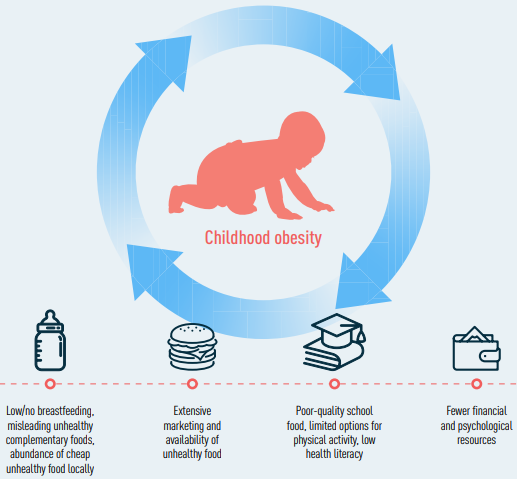 Childhood obesity
Low/no breastfeeding,
misleading unhealthy
complementary foods,
abundance of cheap
unhealthy food locally
Extensive
marketing and
availability of
unhealthy food
Poor-quality school
food, limited options for
physical activity, low
health literacy
Fewer financial
and psychological
resources